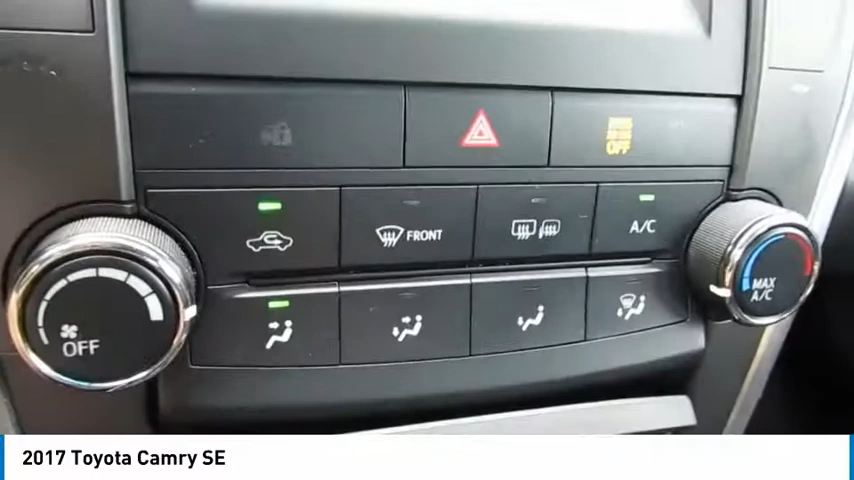 OFF
FRONT
A/C
OFF
MAX
A/C
2017 Toyota Camry SE